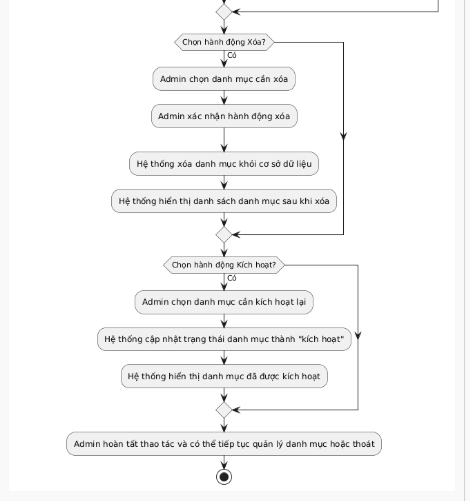 Chọn hành động Xóa?
Có
Admin chọn danh mục cần xóa
Admin xác nhận hành động xóa
Hệ thống xóa danh mục khỏi cơ sở dữ liệu
Hệ thống hiển thị danh sách danh mục sau khi xóa
Chọn hành động Kích hoạt?
Có
Admin chọn danh mục cần kích hoạt lại
Hệ thống cập nhật trạng thái danh mục thành "kích hoạt"
Hệ thống hiển thị danh mục đã được kích hoạt
Admin hoàn tất thao tác và có thể tiếp tục quản lý danh mục hoặc thoát